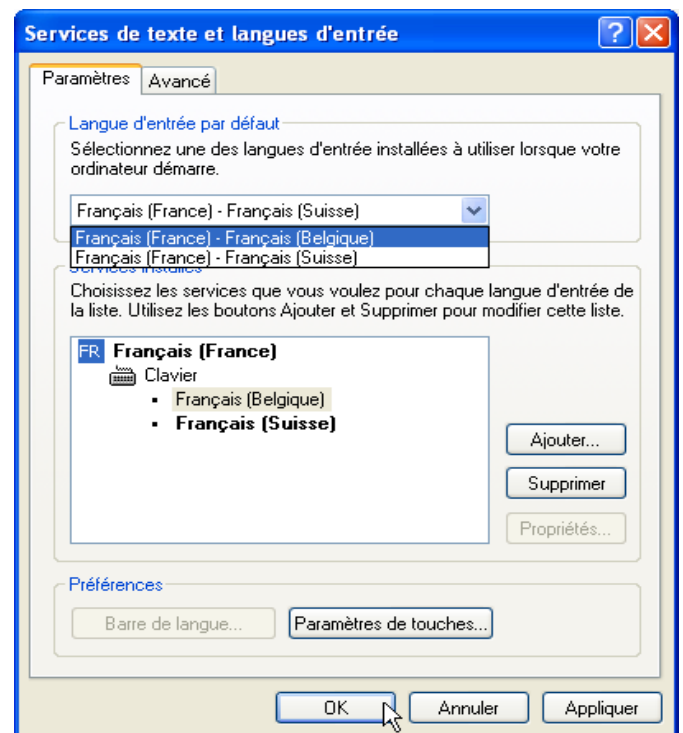 Services de texte et langues d'entrée
Paramètres
Avancé
Langue d'entrée par défaut
Sélectionnez une des langues d'entrée installées à utiliser lorsque votre
ordinateur démarre.
Français (France) - Français (Suisse)
Français (France) - Français (Belgique)
Français (France) - Français (Suisse)
Services installés
Choisissez les services que vous voulez pour chaque langue d'entrée de
la liste. Utilisez les boutons Ajouter et Supprimer pour modifier cette liste.
FR Français (France)
Clavier
Français (Belgique)
Français (Suisse)
Ajouter...
Supprimer
Propriétés...
Préférences
Barre de langue...
Paramètres de touches...
OK
Annuler
Appliquer